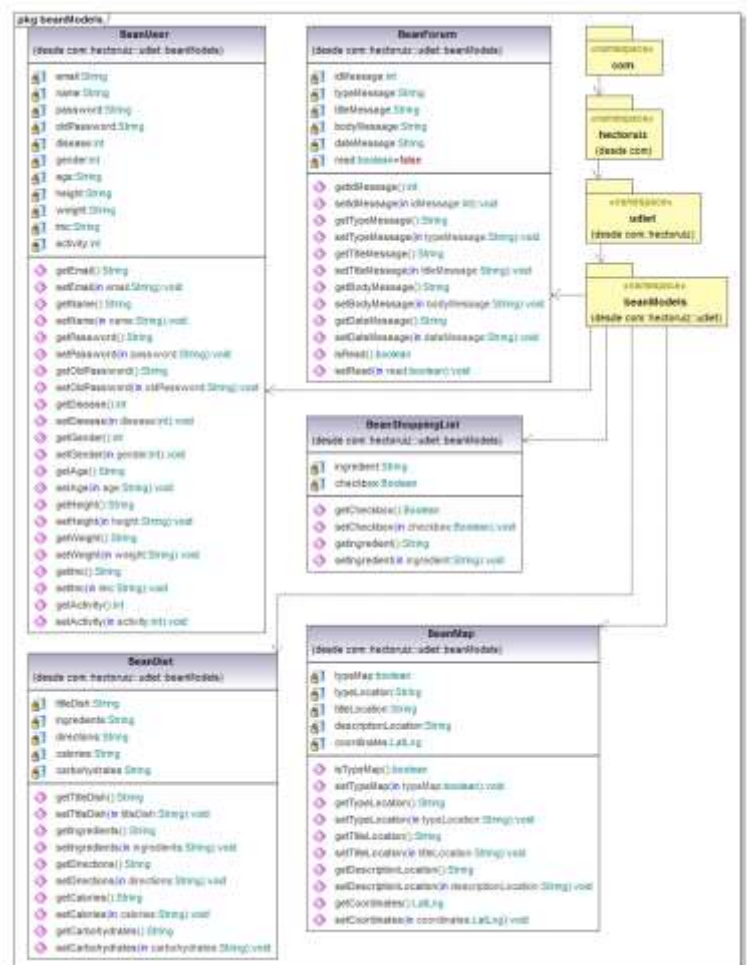 pkg beanModels
BeanUser
(desde com::hectoruiz::udiet::beanModels)
email:String
name:String
password:String
oldPassword:String
disease:int
gender:int
age:String
height:String
weight:String
imc:String
activity:int
getEmail():String
setEmail(in email:String):void
getName():String
setName(in name:String):void
getPassword():String
setPassword(in password:String):void
getOldPassword():String
setOldPassword(in oldPassword:String):void
getDisease():int
setDisease(in disease:int):void
getGender():int
setGender(in gender:int):void
getAge():String
setAge(in age:String):void
getHeight():String
setHeight(in height:String):void
getWeight():String
setWeight(in weight:String):void
getImc():String
setImc(in imc:String):void
getActivity():int
setActivity(in activity:int):void
BeanForum
(desde com::hectoruiz::udiet::beanModels)
idMessage:int
typeMessage:String
titleMessage:String
bodyMessage:String
dateMessage:String
read:boolean=false
getIdMessage():int
setIdMessage(in idMessage:int):void
getTypeMessage():String
setTypeMessage(in typeMessage:String):void
getTitleMessage():String
setTitleMessage(in titleMessage:String):void
getBodyMessage():String
setBodyMessage(in bodyMessage:String):void
getDateMessage():String
setDateMessage(in dateMessage:String):void
isRead():boolean
setRead(in read:boolean):void
«namespace»
com
«namespace»
hectoruiz
(desde com)
«namespace»
udiet
(desde com::hectoruiz)
«namespace»
beanModels
(desde com::hectoruiz::udiet)
BeanShoppingList
(desde com::hectoruiz::udiet::beanModels)
ingredient:String
checkbox:Boolean
getCheckbox():Boolean
setCheckbox(in checkbox:Boolean):void
getIngredient():String
setIngredient(in ingredient:String):void
BeanDiet
(desde com::hectoruiz::udiet::beanModels)
titleDish:String
ingredients:String
directions:String
calories:String
carbohydrates:String
getTitleDish():String
setTitleDish(in titleDish:String):void
getIngredients():String
setIngredients(in ingredients:String):void
getDirections():String
setDirections(in directions:String):void
getCalories():String
setCalories(in calories:String):void
getCarbohydrates():String
setCarbohydrates(in carbohydrates:String):void
BeanMap
(desde com::hectoruiz::udiet::beanModels)
typeMap:boolean
typeLocation:String
titleLocation:String
descriptionLocation:String
coordinates:LatLng
isTypeMap():boolean
setTypeMap(in typeMap:boolean):void
getTypeLocation():String
setTypeLocation(in typeLocation:String):void
getTitleLocation():String
setTitleLocation(in titleLocation:String):void
getDescriptionLocation():String
setDescriptionLocation(in descriptionLocation:String):void
getCoordinates():LatLng
setCoordinates(in coordinates:LatLng):void